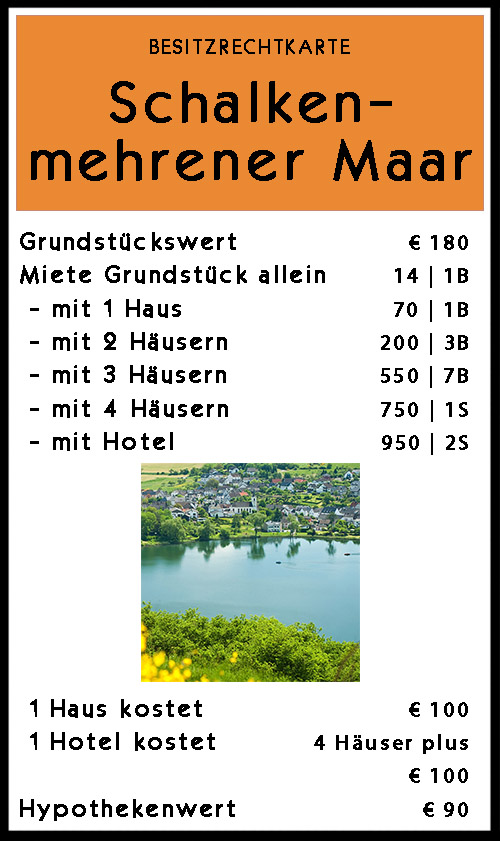 BESITZRECHTKARTE
Schalken-
mehrener Maar
Grundstückswert € 180
Miete Grundstück allein 14 | 1B
- mit 1 Haus 70 | 1B
- mit 2 Häusern 200 | 3B
- mit 3 Häusern 550 | 7B
- mit 4 Häusern 750 | 1S
- mit Hotel 950 | 2S
1 Haus kostet € 100
1 Hotel kostet 4 Häuser plus
€ 100
Hypothekenwert € 90